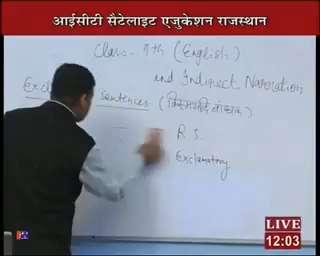 आईसीटी सैटेलाइट एजुकेशन राजस्थान
Class - 9th (English)
and Indirect Narration
Sentences (विस्मयादि बोधक)
R. S.
Exclamatory
LIVE
12:03